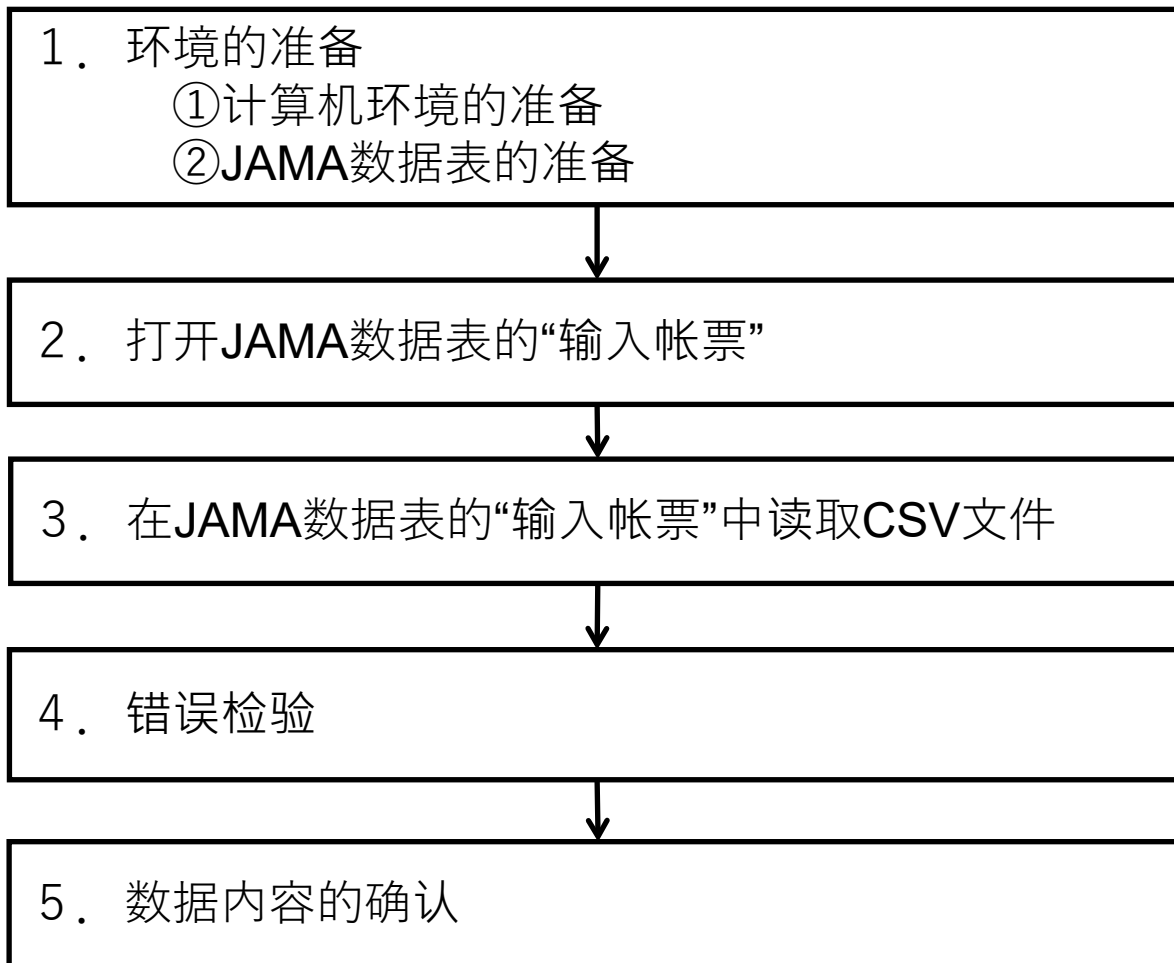 １．环境的准备
①计算机环境的准备
②JAMA数据表的准备
２．打开JAMA数据表的“输入帐票”
３．在JAMA数据表的“输入帐票”中读取CSV文件
４．错误检验
５．数据内容的确认